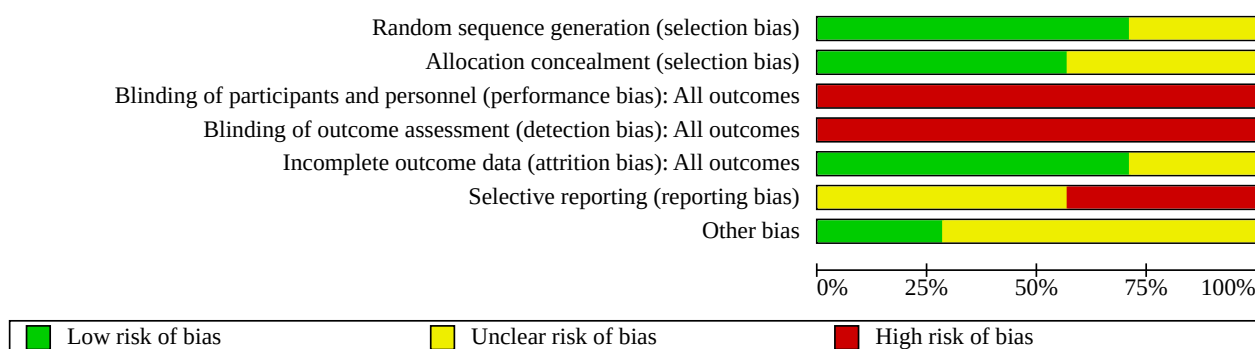 Random sequence generation (selection bias)
Allocation concealment (selection bias)
Blinding of participants and personnel (performance bias): All outcomes
Blinding of outcome assessment (detection bias): All outcomes
Incomplete outcome data (attrition bias): All outcomes
Selective reporting (reporting bias)
Other bias
0% 25% 50% 75% 100%
Low risk of bias Unclear risk of bias High risk of bias